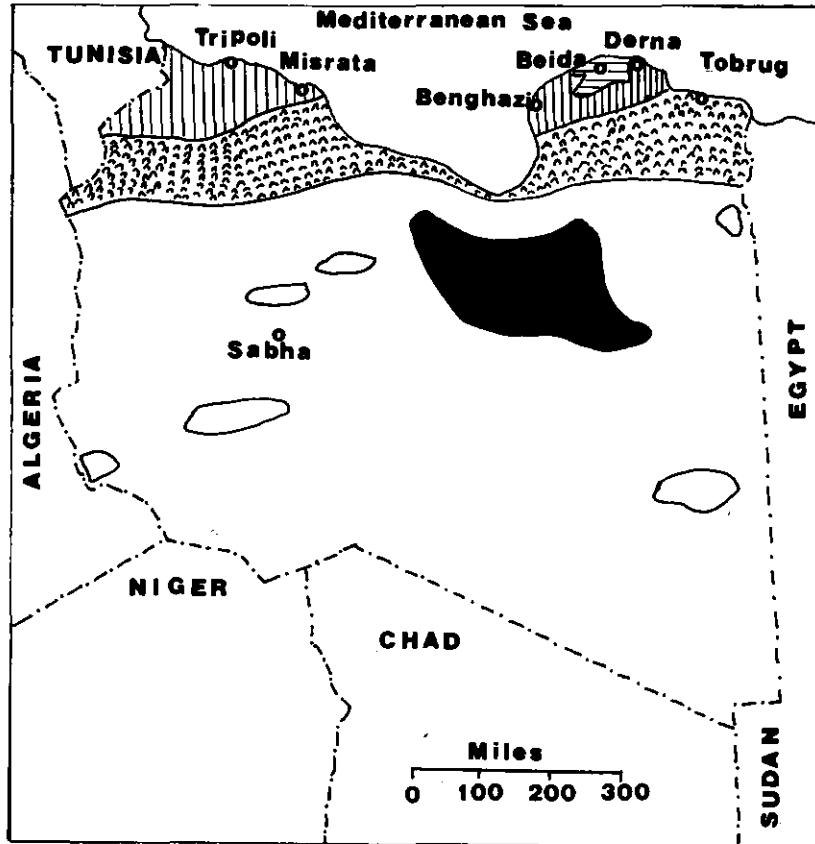 Mediterranean Sea
TUNISIA
Tripoli
Misrata
Beida
Derna
Tobrug
Benghazi
Sabha
ALGERIA
EGYPT
NIGER
CHAD
SUDAN
Miles
0 100 200 300